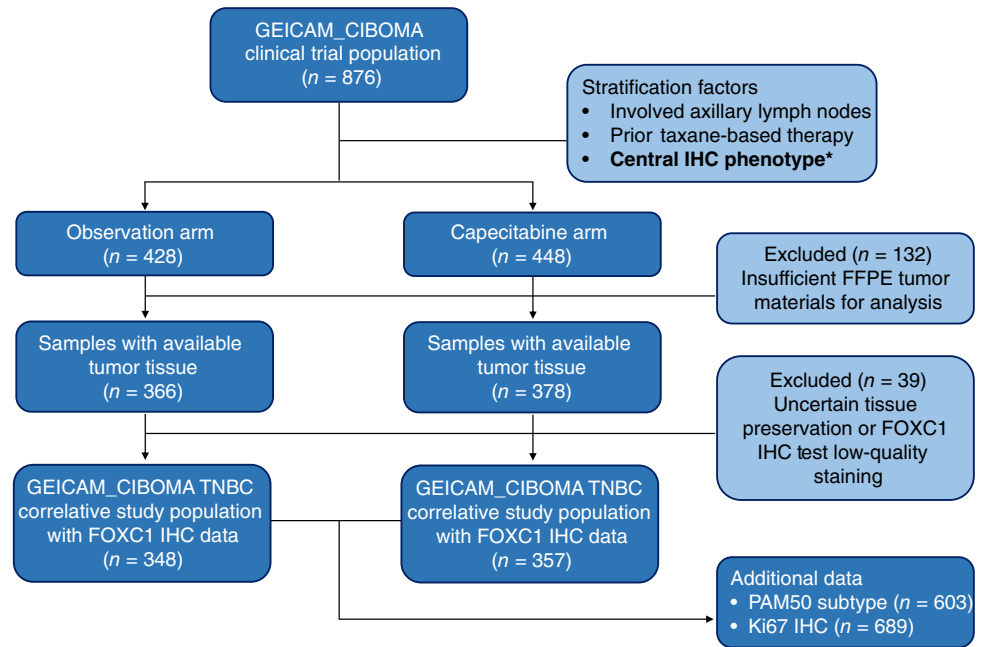 GEICAM_CIBOMA
clinical trial population
(n = 876)
Stratification factors
• Involved axillary lymph nodes
• Prior taxane-based therapy
• Central IHC phenotype*
Observation arm
(n = 428)
Capecitabine arm
(n = 448)
Excluded (n = 132)
Insufficient FFPE tumor
materials for analysis
Samples with available
tumor tissue
(n = 366)
Samples with available
tumor tissue
(n = 378)
Excluded (n = 39)
Uncertain tissue
preservation or FOXC1
IHC test low-quality
staining
GEICAM_CIBOMA TNBC
correlative study population
with FOXC1 IHC data
(n = 348)
GEICAM_CIBOMA TNBC
correlative study population
with FOXC1 IHC data
(n = 357)
Additional data
• PAM50 subtype (n = 603)
• Ki67 IHC (n = 689)